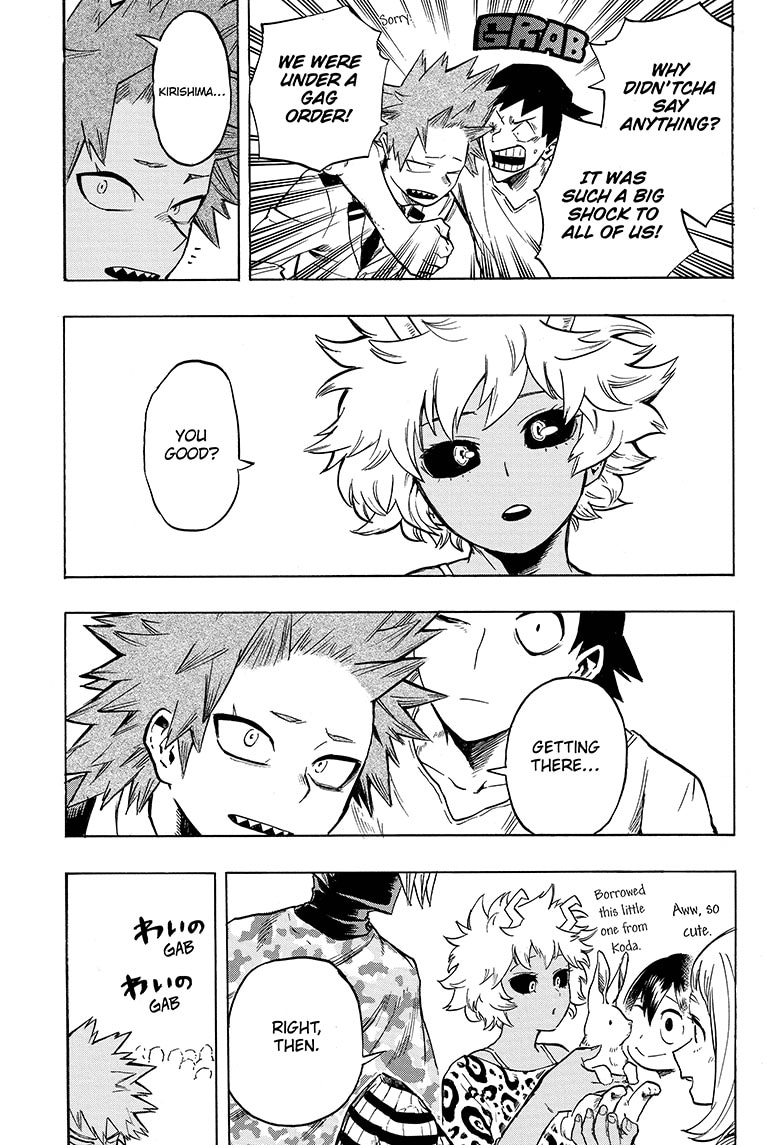 GRAB
WHY
DIDN'TCHA
SAY
ANYTHING?
IT WAS
SUCH A BIG
SHOCK TO
ALL OF US!
Sorry.
WE WERE
UNDER A
GAG
ORDER!
KIRISHIMA...
YOU
GOOD?
GETTING
THERE...
Aww, so
cute.
Borrowed
this little
one from
Koda.
RIGHT,
THEN.
わいの
GAB
わいの
GAB